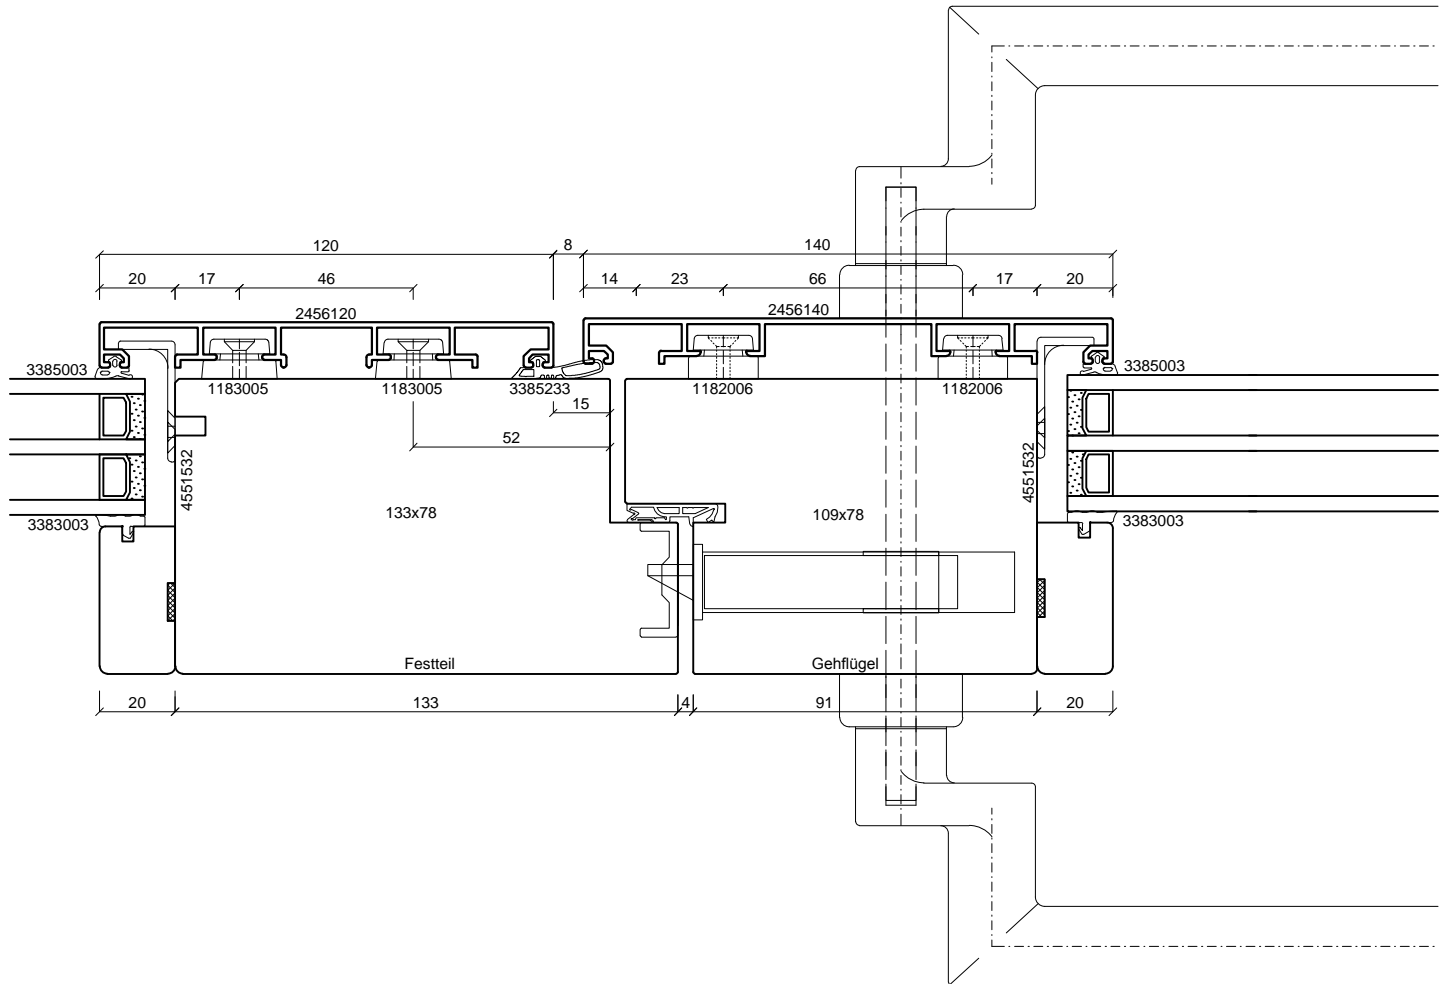 120 8 140
20 17 46 14 23 66 17 20
2456120 2456140
3385003 3385003
1183005 1183005 3385233 1182006 1182006
15
52
4551532 4551532
133x78 109x78
3383003 3383003
Festteil Gehflügel
20 133 4 91 20